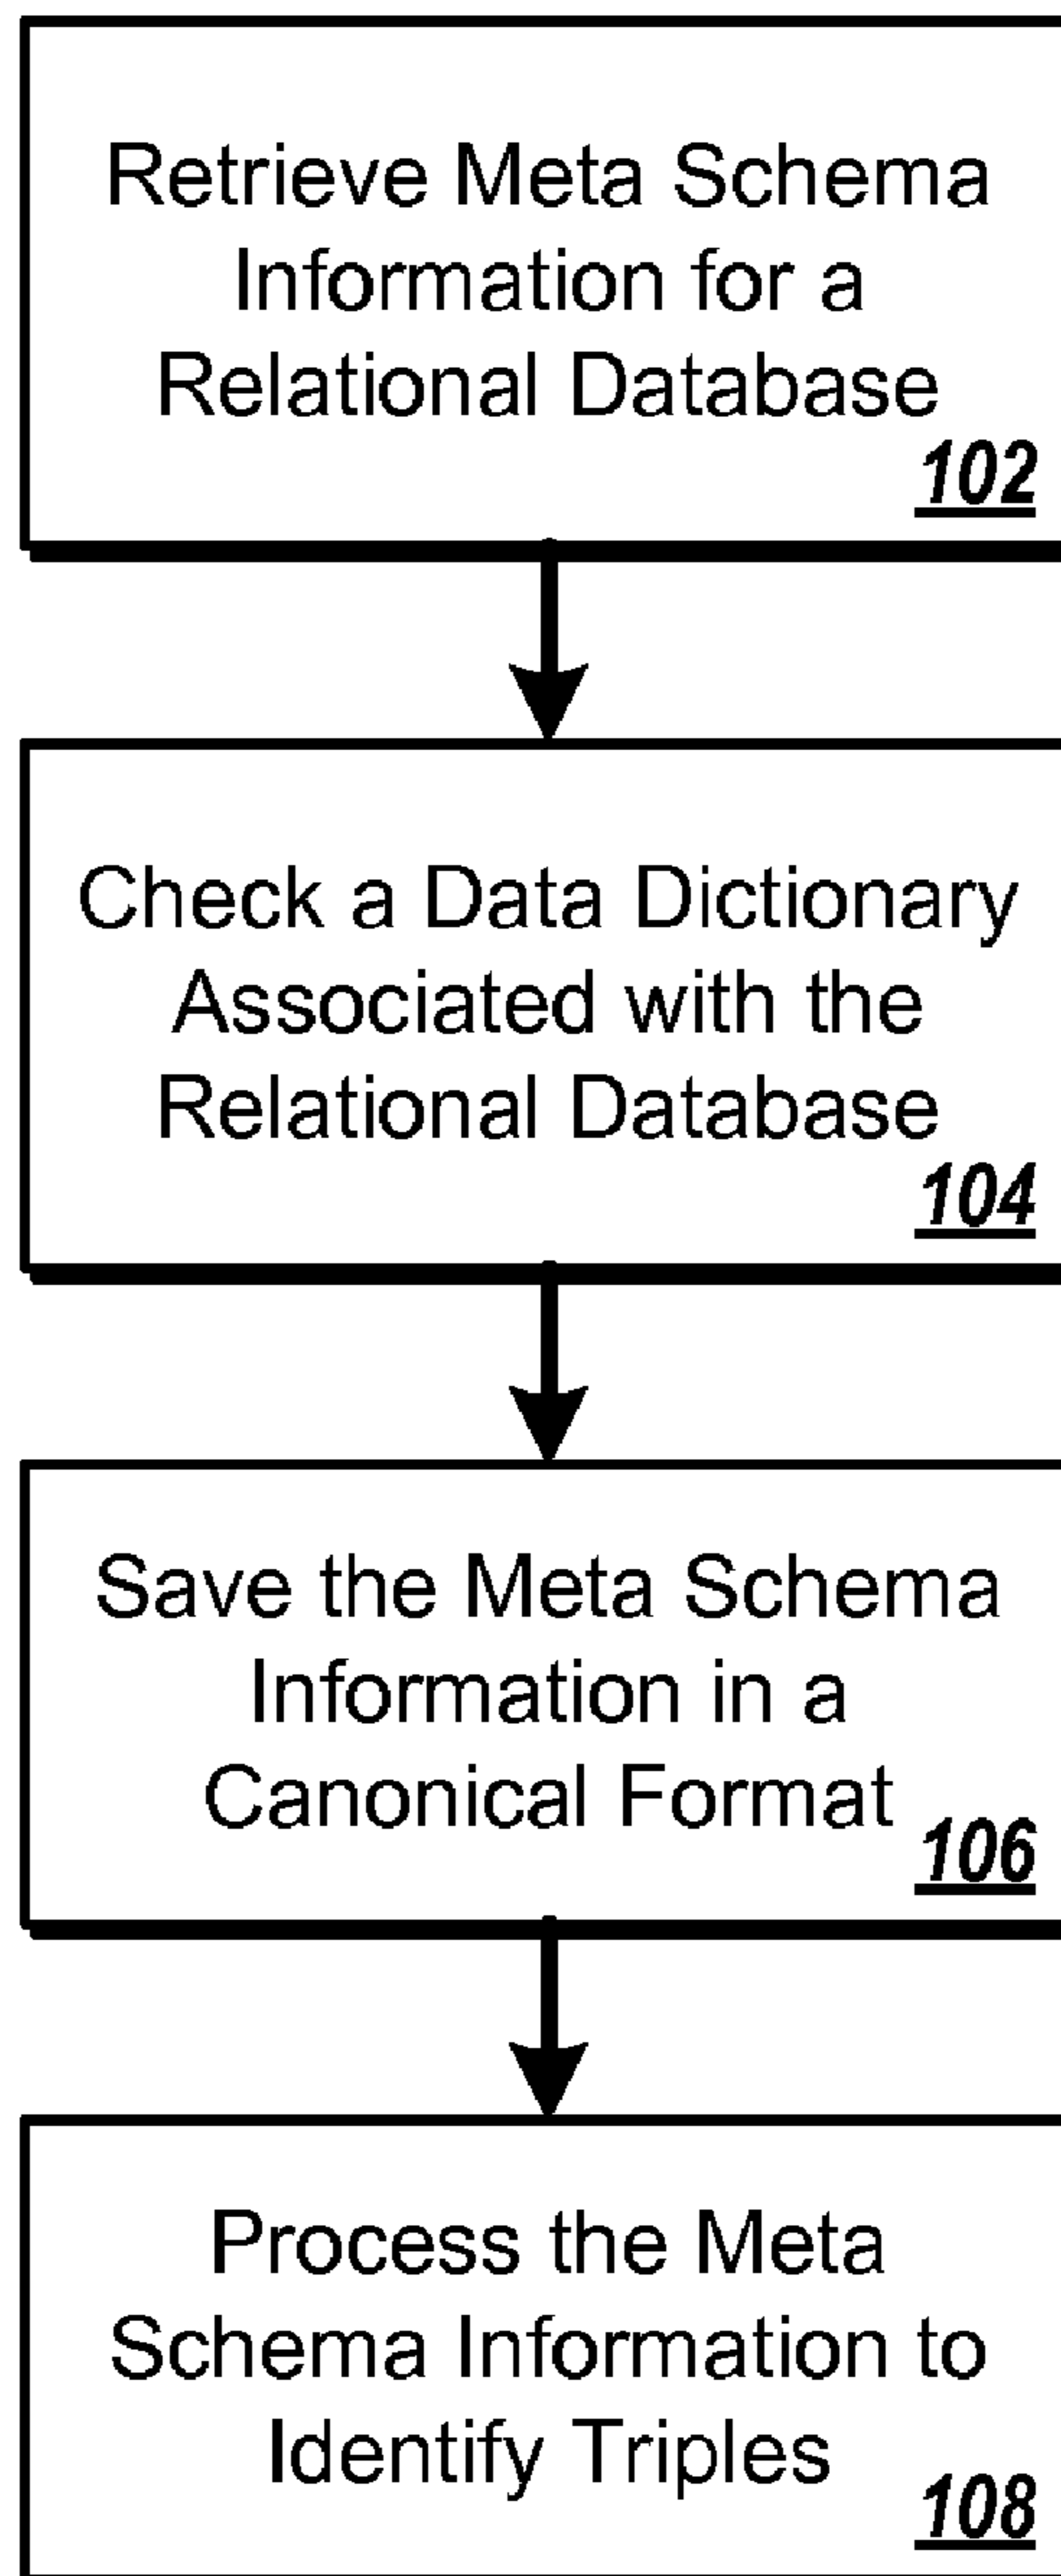 Retrieve Meta Schema
Information for a
Relational Database
102
Check a Data Dictionary
Associated with the
Relational Database
104
Save the Meta Schema
Information in a
Canonical Format
106
Process the Meta
Schema Information to
Identify Triples
108